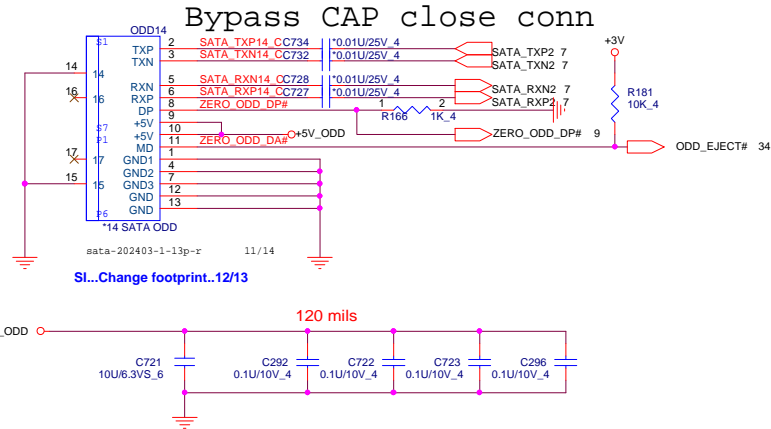 Bypass CAP close conn
ODD14
+3V
S1
TXP 2 SATA_TXP14_C C734 *0.01U/25V_4 SATA_TXP2 7
TXN 3 SATA_TXN14_C C732 *0.01U/25V_4 SATA_TXN2 7
14 14
RXN 5 SATA_RXN14_C C728 *0.01U/25V_4 SATA_RXN2 7
RXP 6 SATA_RXP14_C C727 *0.01U/25V_4 SATA_RXP2 7
16 16
DP 8 ZERO_ODD_DP# 1 2
R166 1K_4
R181
10K_4
+5V 9
S7
+5V 10 +5V_ODD
ZERO_ODD_DP# 9
P1
MD 11 ZERO_ODD_DA#
ODD_EJECT# 34
17 17
GND1 1
GND2 4
15 15
GND3 7
GND 12
GND 13
P6
*14 SATA ODD
sata-202403-1-13p-r 11/14
SI...Change footprint..12/13
120 mils
_ODD
C721
10U/6.3VS_6
C292
0.1U/10V_4
C722
0.1U/10V_4
C723
0.1U/10V_4
C296
0.1U/10V_4